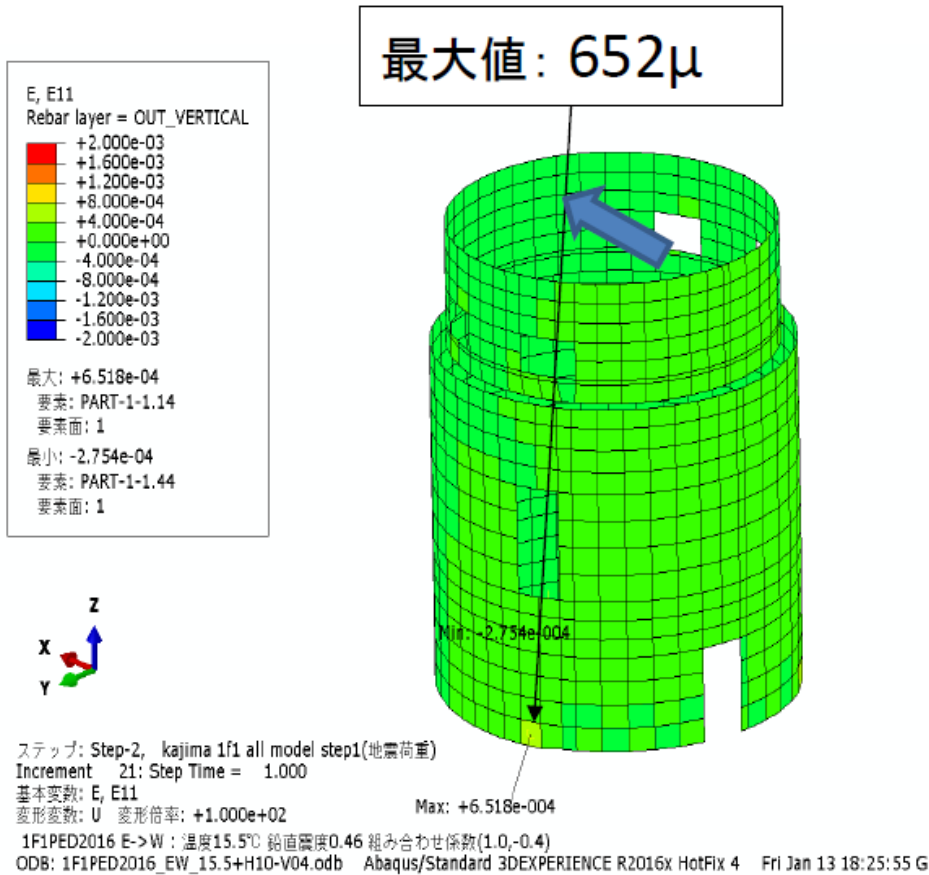 最大値: 652μ
E, E11
Rebar layer = OUT_VERTICAL
+2.000e-03
+1.600e-03
+1.200e-03
+8.000e-04
+4.000e-04
+0.000e+00
-4.000e-04
-8.000e-04
-1.200e-03
-1.600e-03
-2.000e-03
最大: +6.518e-04
要素: PART-1-1.14
要素面: 1
最小: -2.754e-04
要素: PART-1-1.44
要素面: 1
Min: -2.754e-004
Z
X
Y
Max: +6.518e-004
ステップ: Step-2, kajima 1f1 all model step1(地震荷重)
Increment 21: Step Time = 1.000
基本変数: E, E11
変形変数: U 変形倍率: +1.000e+02
1F1PED2016 E->W : 温度15.5℃ 鉛直震度0.46 組み合わせ係数(1.0,-0.4)
ODB: 1F1PED2016_EW_15.5+H10-V04.odb Abaqus/Standard 3DEXPERIENCE R2016x HotFix 4 Fri Jan 13 18:25:55 G